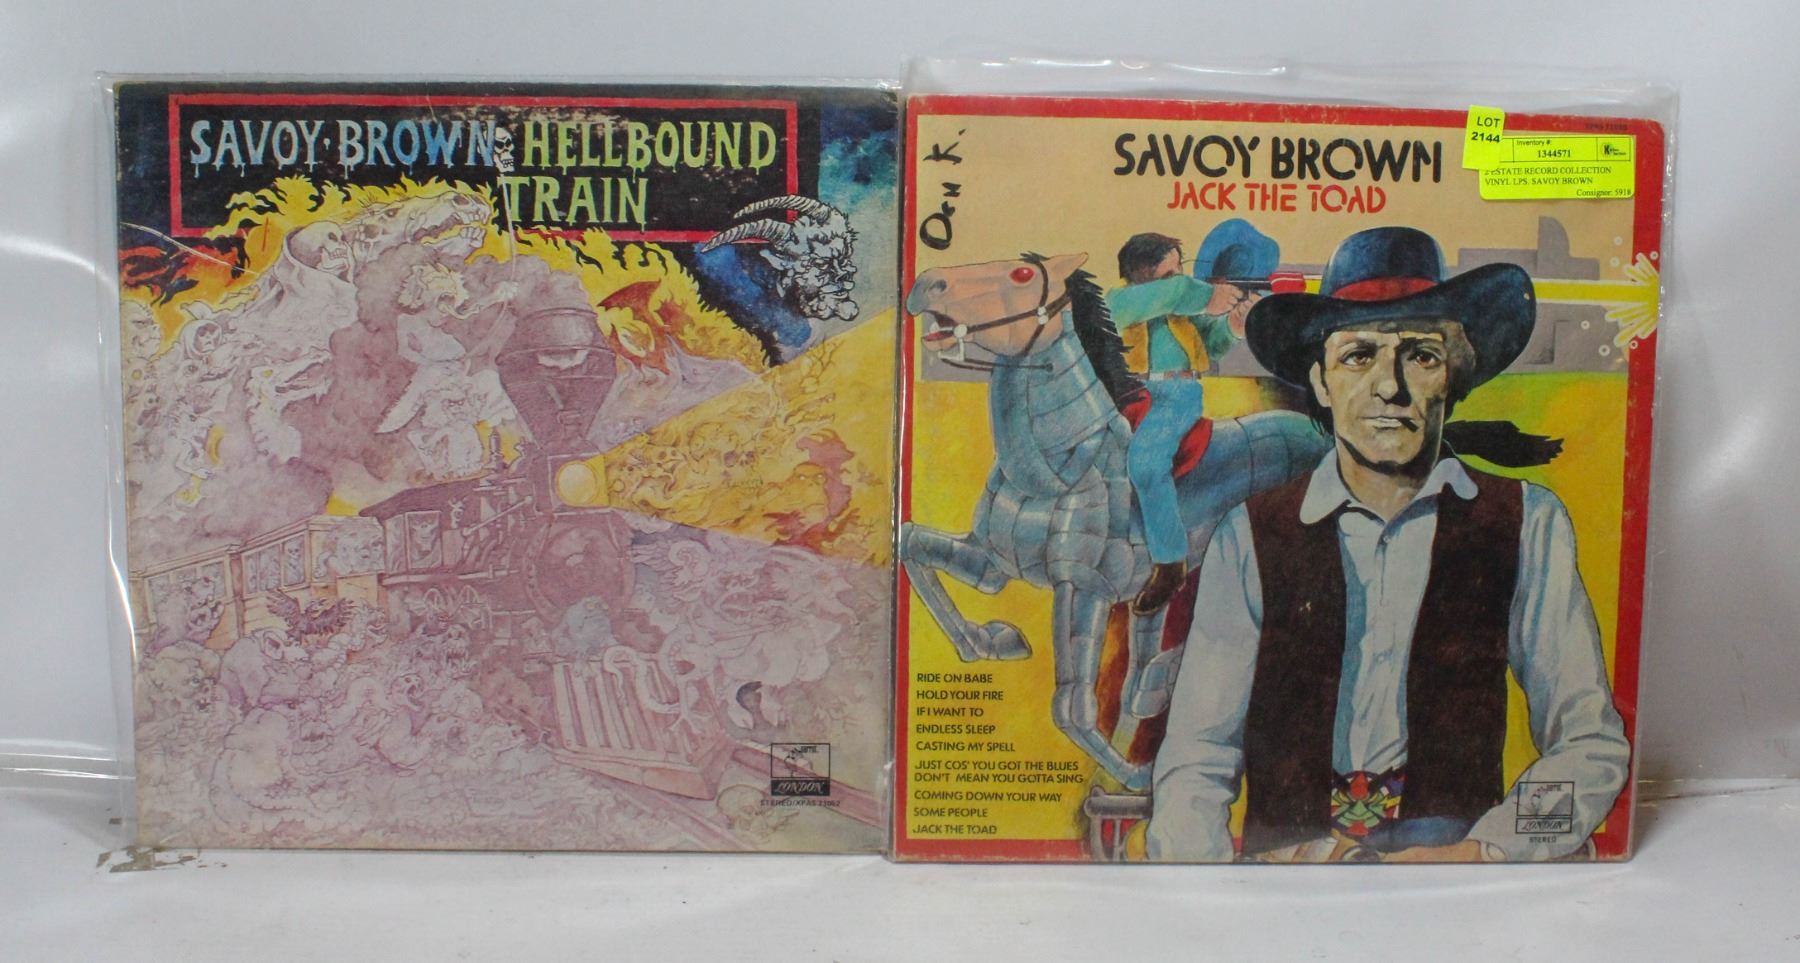 SAVOY·BROWN HELLBOUND
TRAIN
LONDON
STEREO/XPAS 71052
Den K.
SAVOY BROWN
JACK THE TOAD
LOT
2144
Inventory #:
1344571
ESTATE RECORD COLLECTION
VINYL LPS. SAVOY BROWN
Consignor: 5918
RIDE ON BABE
HOLD YOUR FIRE
IF I WANT TO
ENDLESS SLEEP
CASTING MY SPELL
JUST COS' YOU GOT THE BLUES
DON'T MEAN YOU GOTTA SING
COMING DOWN YOUR WAY
SOME PEOPLE
JACK THE TOAD
LONDON
STEREO